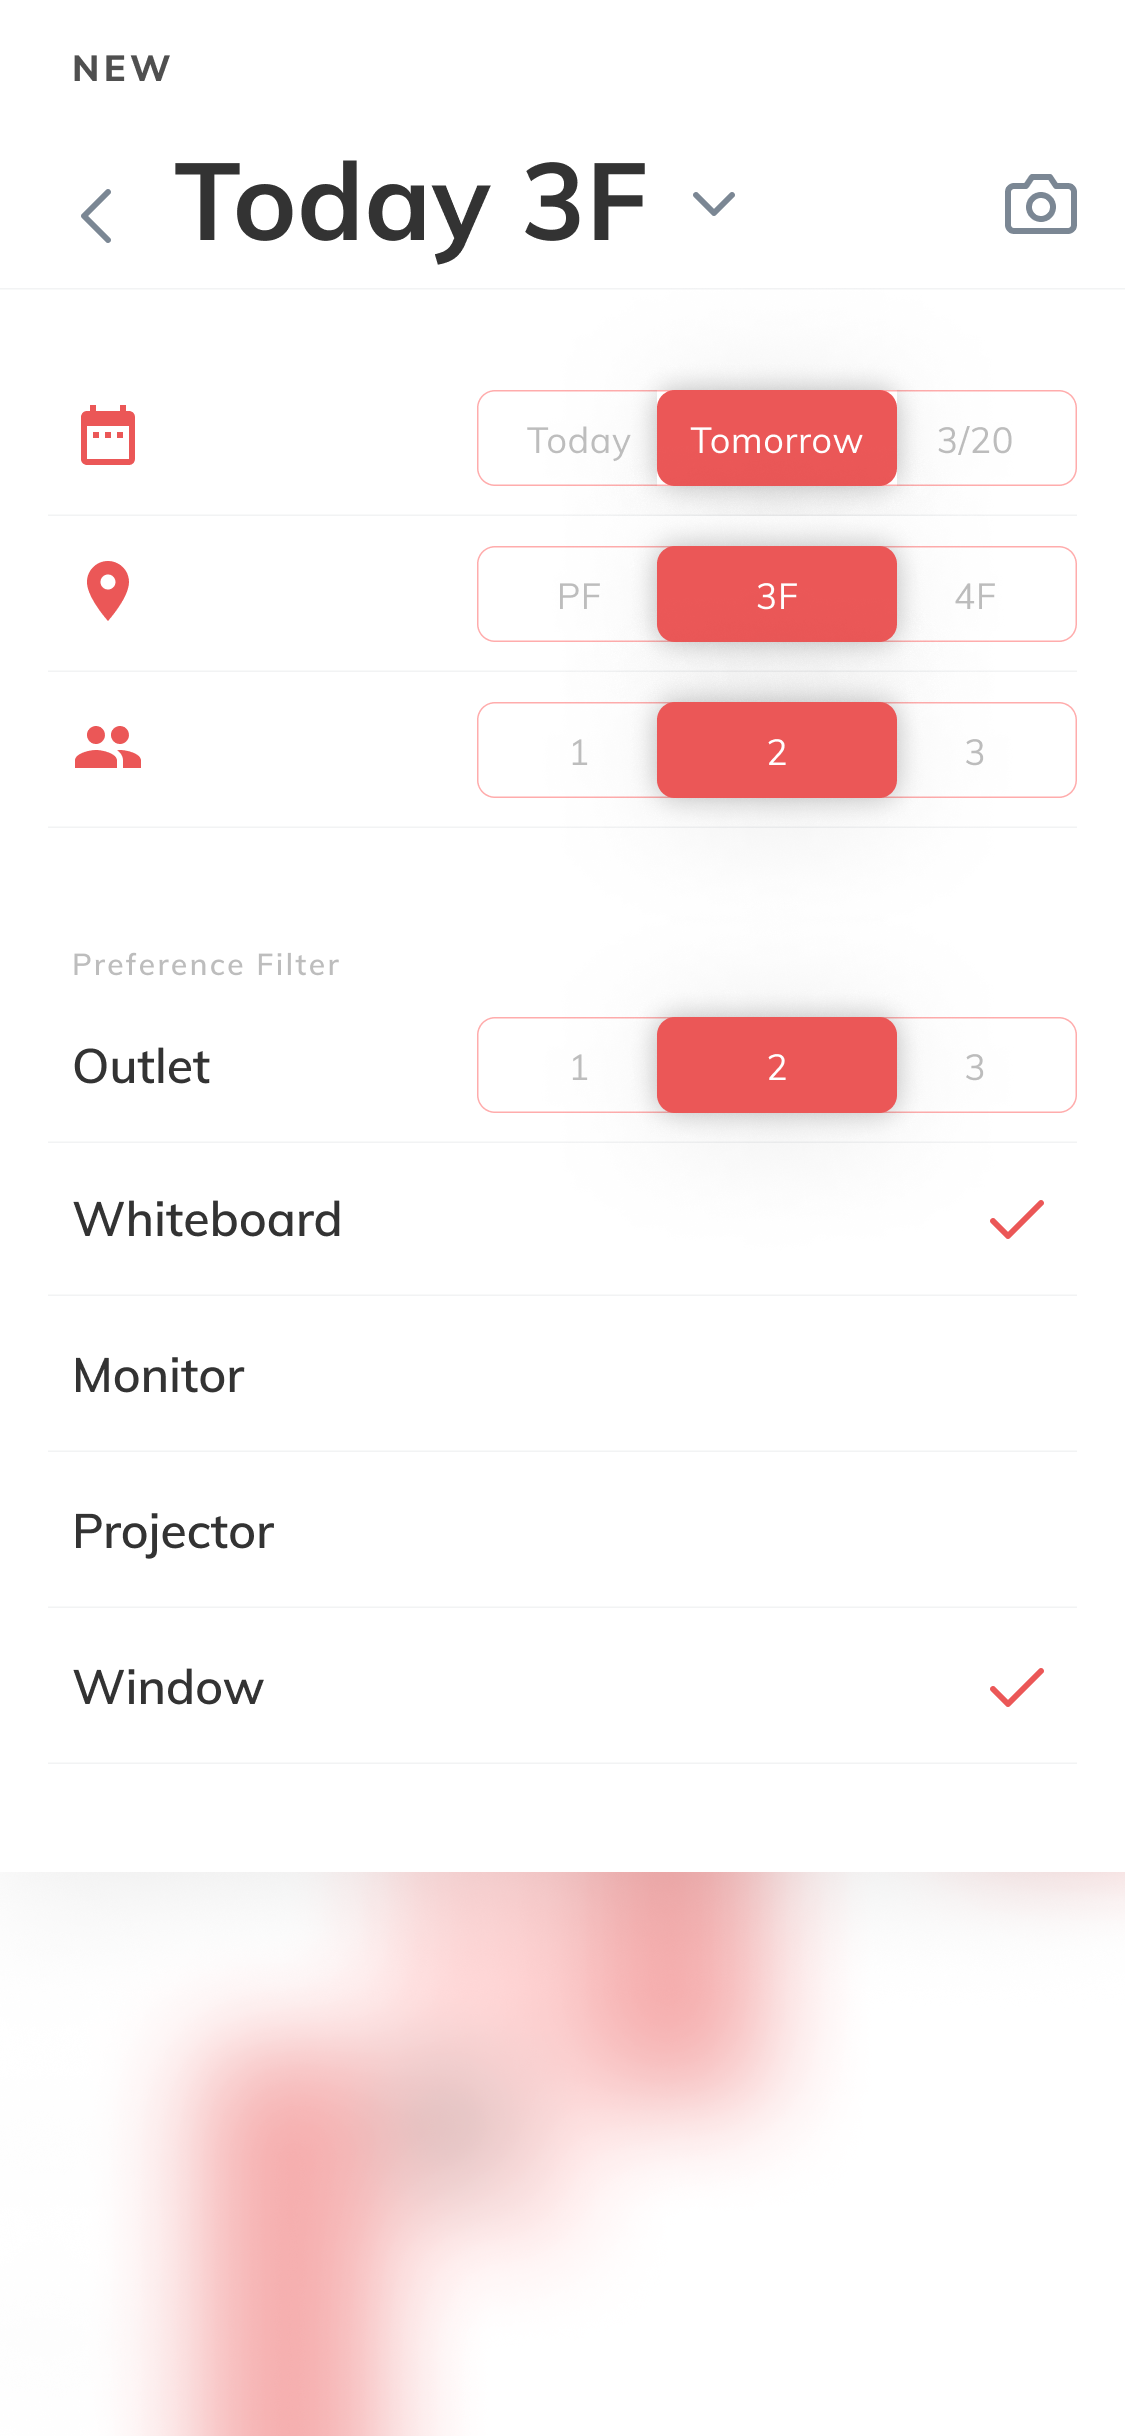 NEW
Today 3F
Today Tomorrow 3/20
PF 3F 4F
1 2 3
Preference Filter
Outlet 1 2 3
Whiteboard
Monitor
Projector
Window